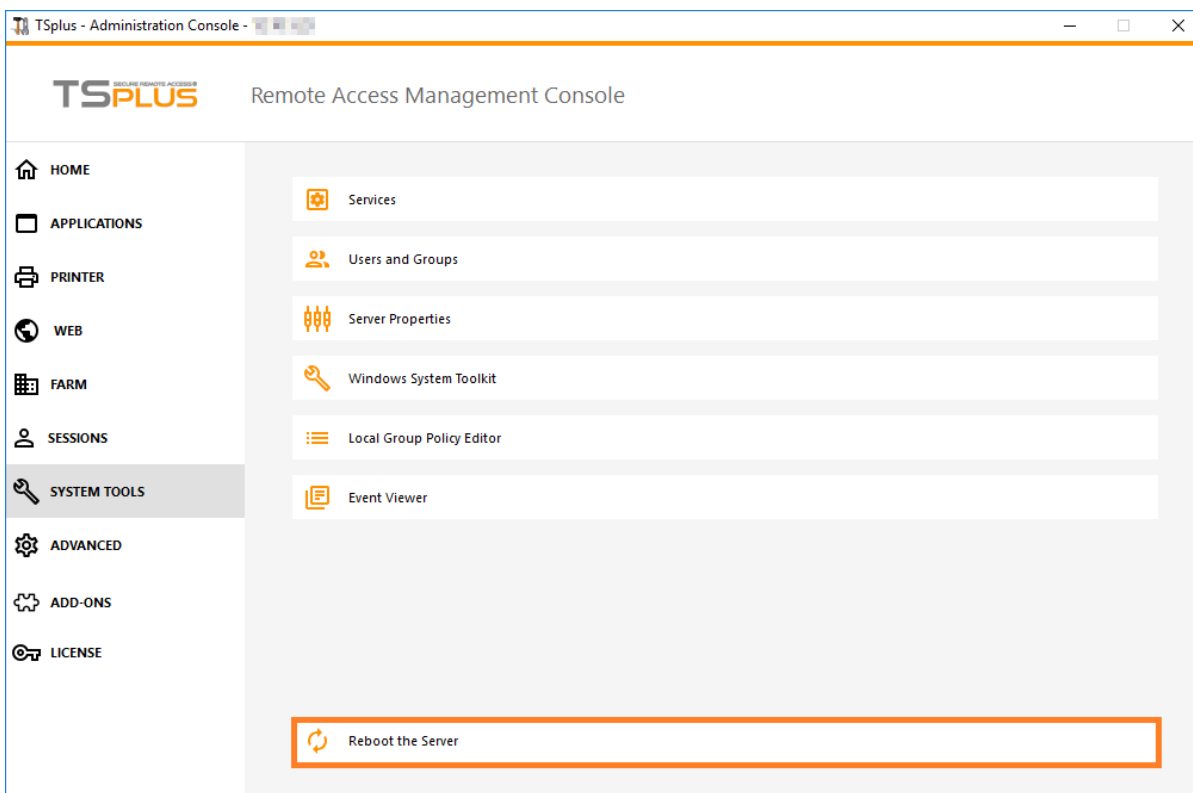 TSplus - Administration Console -
TSPLUS SECURE REMOTE ACCESS
Remote Access Management Console
HOME
APPLICATIONS
PRINTER
WEB
FARM
SESSIONS
SYSTEM TOOLS
ADVANCED
ADD-ONS
LICENSE
Services
Users and Groups
Server Properties
Windows System Toolkit
Local Group Policy Editor
Event Viewer
Reboot the Server